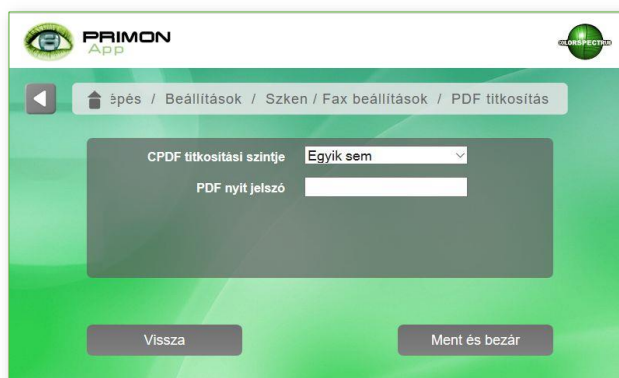 PRIMON
App
COLORSPECTRUM
épés / Beállítások / Szken / Fax beállítások / PDF titkosítás
CPDF titkosítási szintje Egyik sem
PDF nyit jelszó
Vissza Ment és bezár